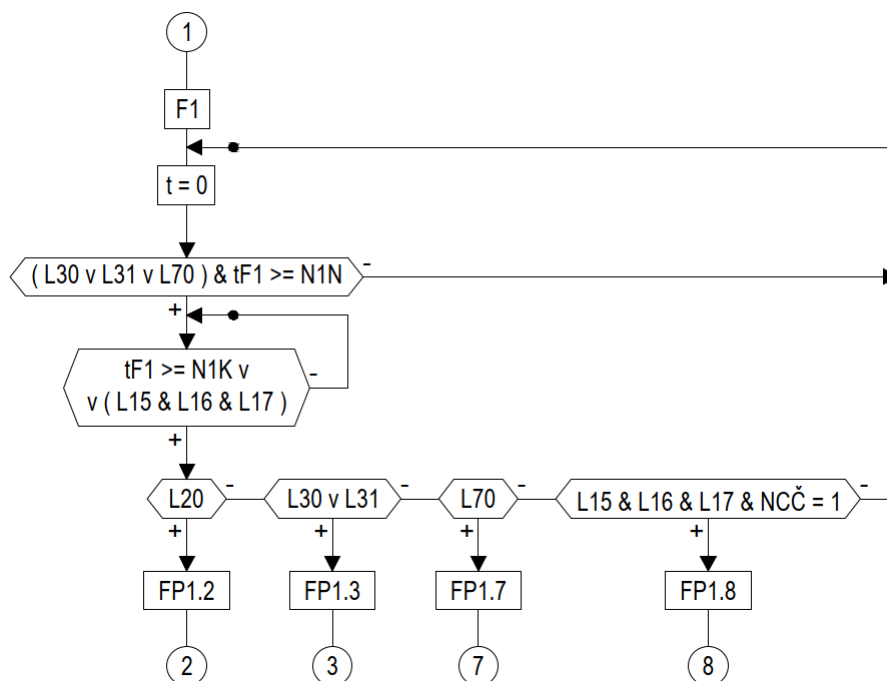 1
F1
t = 0
( L30 v L31 v L70 ) & tF1 >= N1N
-
+
tF1 >= N1K v
v ( L15 & L16 & L17 )
-
+
L20
-
L30 v L31
-
L70
-
L15 & L16 & L17 & NCČ = 1
-
+
+
+
+
FP1.2
FP1.3
FP1.7
FP1.8
2
3
7
8